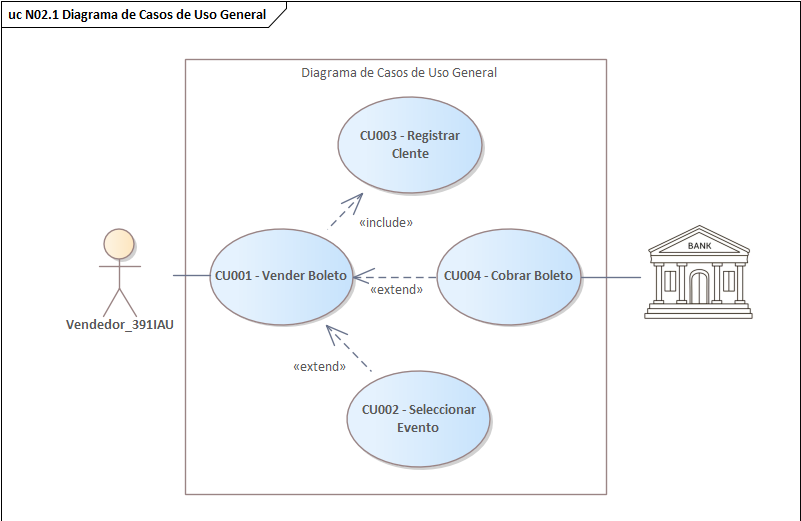 uc N02.1 Diagrama de Casos de Uso General
Diagrama de Casos de Uso General
CU003 - Registrar
Clente
«include»
BANK
CU001 - Vender Boleto
CU004 - Cobrar Boleto
«extend»
Vendedor_391IAU
«extend»
CU002 - Seleccionar
Evento